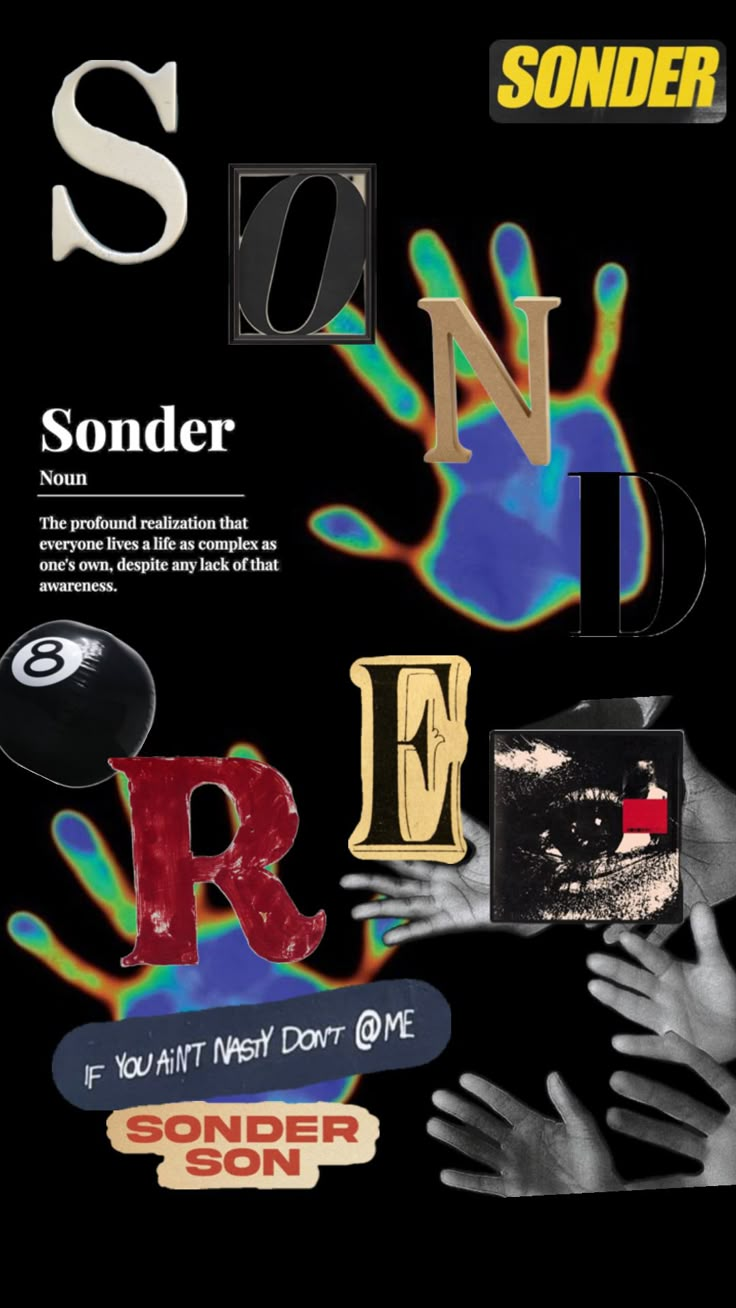 SONDER
S
O
N
D
Sonder
Noun
The profound realization that
everyone lives a life as complex as
one's own, despite any lack of that
awareness.
8
E
R
IF YOU AIN'T NASTY DON'T @ ME
SONDER
SON